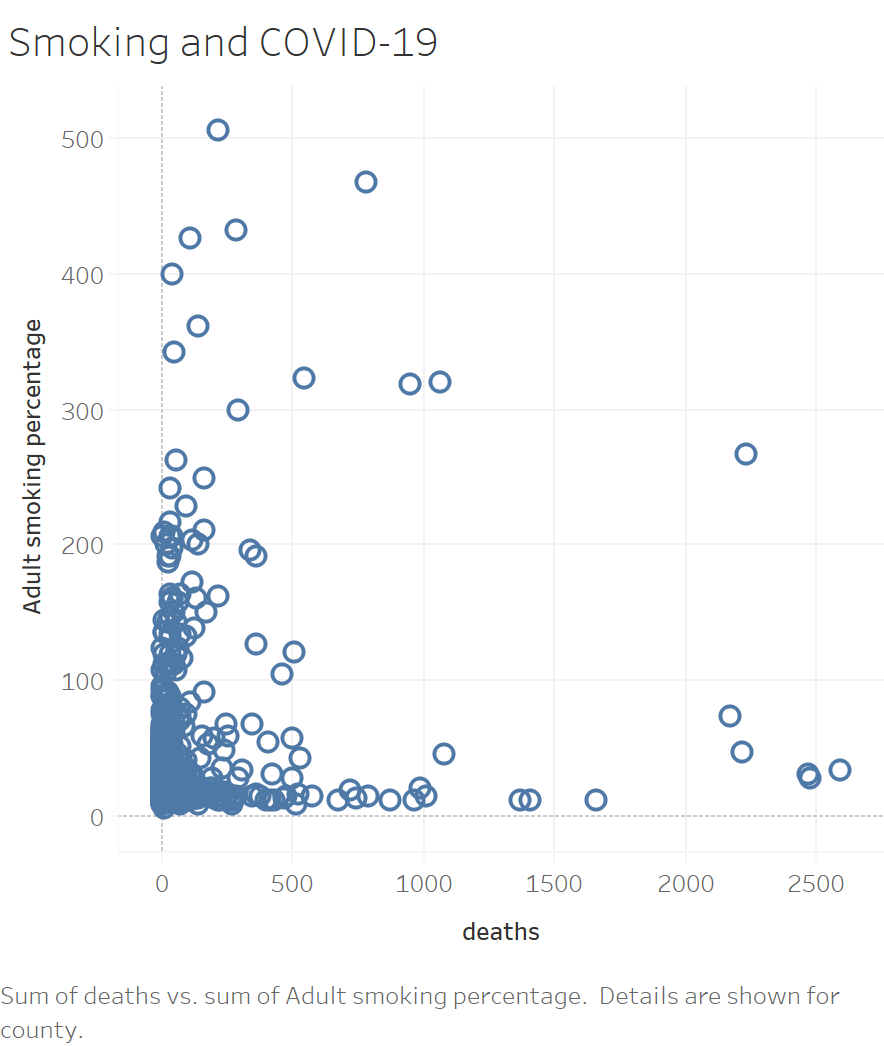 Smoking and COVID-19
500
400
300
200
100
0
Adult smoking percentage
0 500 1000 1500 2000 2500
deaths
Sum of deaths vs. sum of Adult smoking percentage.  Details are shown for
county.